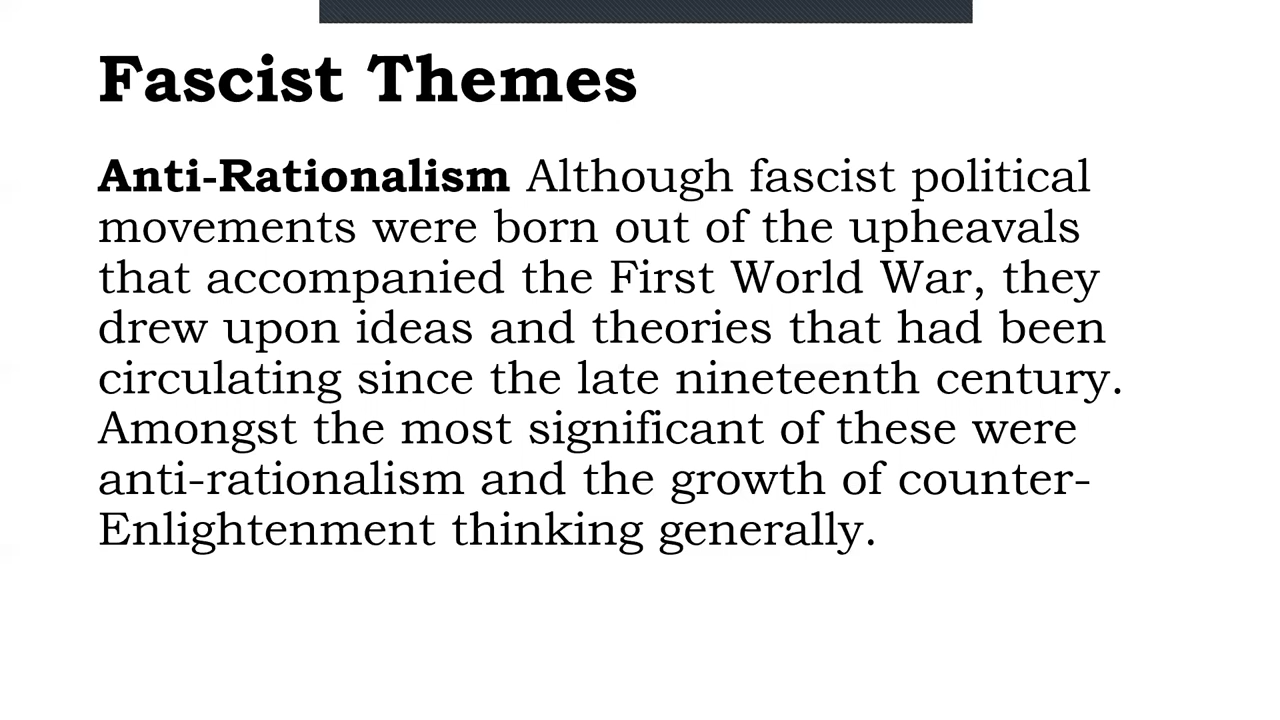 Fascist Themes
Anti-Rationalism Although fascist political
movements were born out of the upheavals
that accompanied the First World War, they
drew upon ideas and theories that had been
circulating since the late nineteenth century.
Amongst the most significant of these were
anti-rationalism and the growth of counter-
Enlightenment thinking generally.